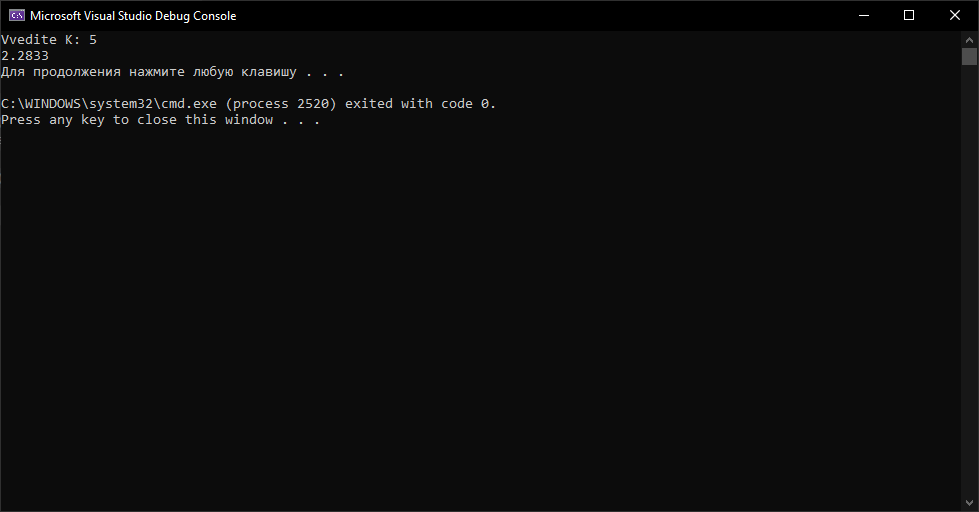 Microsoft Visual Studio Debug Console
Vvedite K: 5
2.2833
Для продолжения нажмите любую клавишу . . .
C:\WINDOWS\system32\cmd.exe (process 2520) exited with code 0.
Press any key to close this window . . .